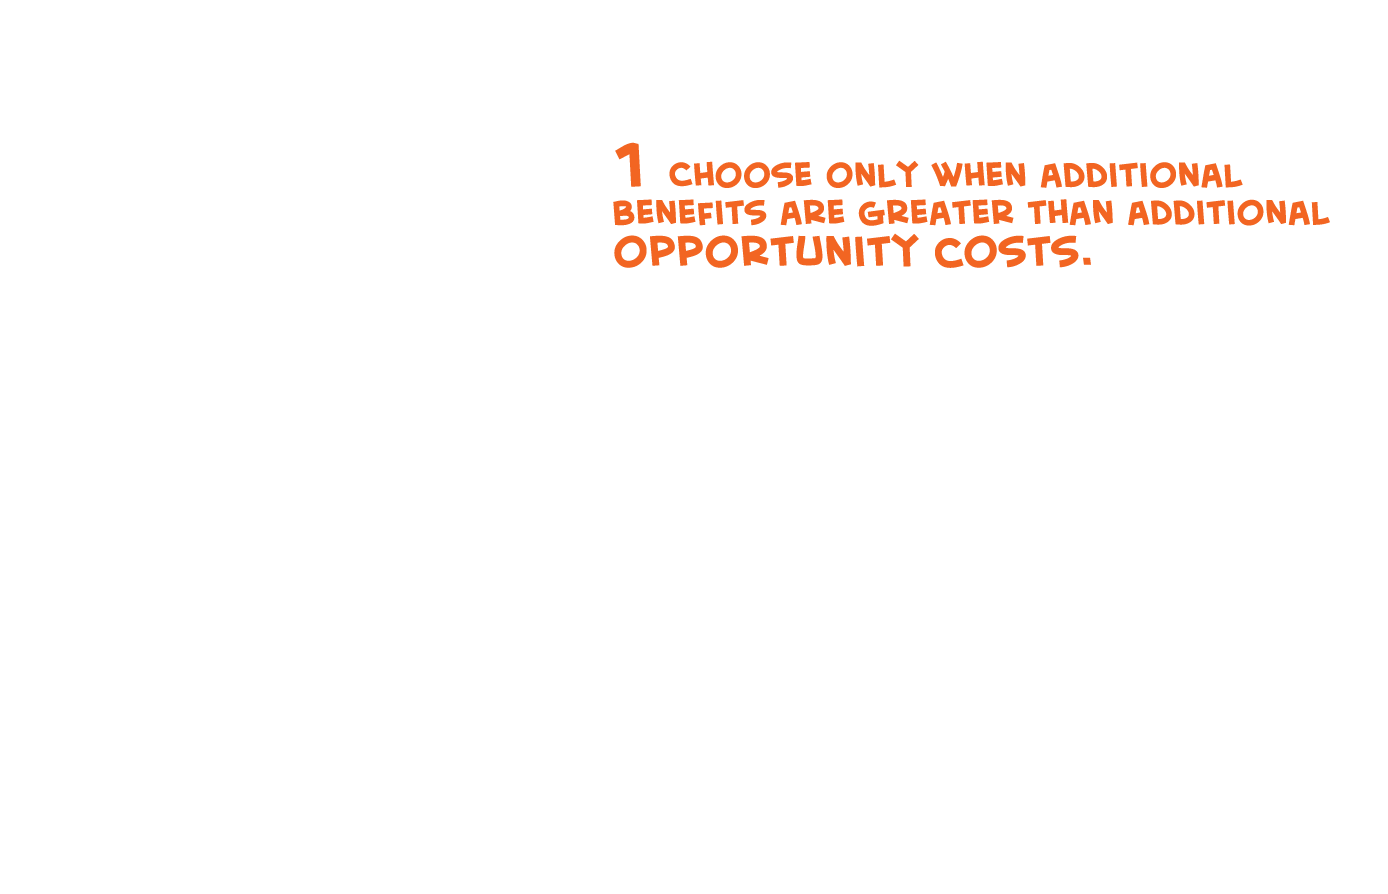 1 CHOOSE ONLY WHEN ADDITIONAL
BENEFITS ARE GREATER THAN ADDITIONAL
OPPORTUNITY COSTS.